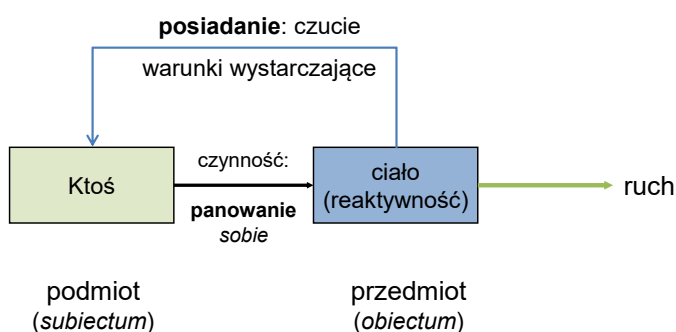 posiadanie: czucie
warunki wystarczające
Ktoś
czynność:
panowanie
sobie
ciało
(reaktywność)
ruch
podmiot
(subiectum)
przedmiot
(obiectum)